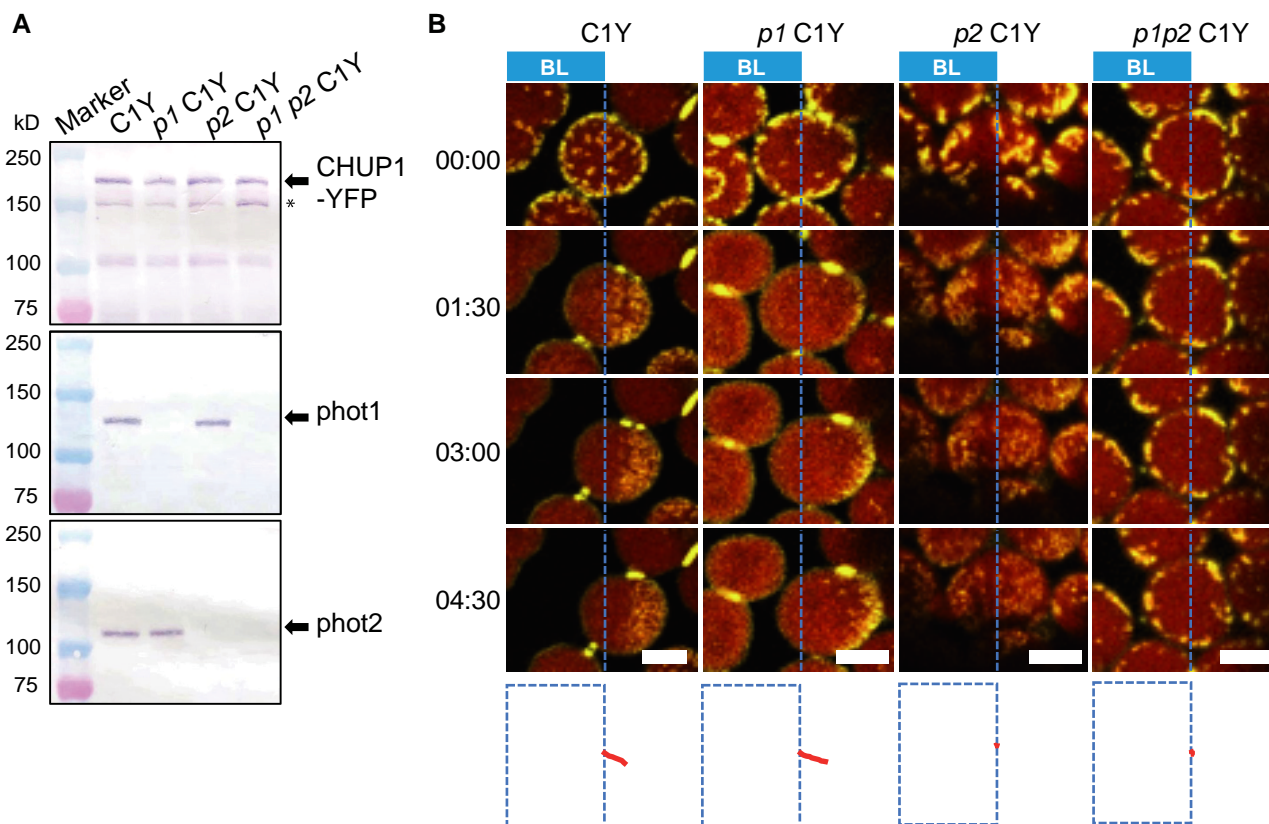 A
kD
Marker
C1Y
p1 C1Y
p2 C1Y
p1 p2 C1Y
250
150
100
75
CHUP1
-YFP
*
250
150
100
75
phot1
250
150
100
75
phot2
B
C1Y p1 C1Y p2 C1Y p1p2 C1Y
BL BL BL BL
00:00
01:30
03:00
04:30